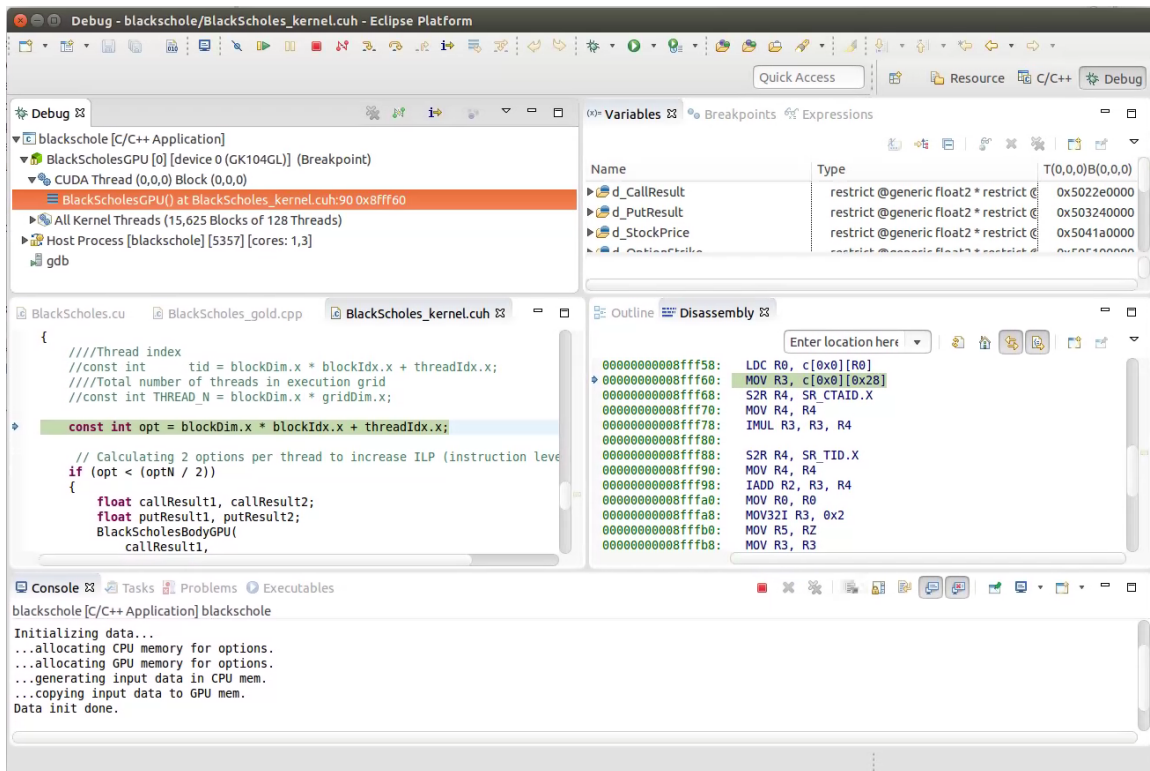 Debug - blackschole/BlackScholes_kernel.cuh - Eclipse Platform
Quick Access
Resource
C/C++
Debug
Debug
blackschole [C/C++ Application]
BlackScholesGPU [0] [device 0 (GK104GL)] (Breakpoint)
CUDA Thread (0,0,0) Block (0,0,0)
BlackScholesGPU() at BlackScholes_kernel.cuh:90 0x8fff60
All Kernel Threads (15,625 Blocks of 128 Threads)
Host Process [blackschole] [5357] [cores: 1,3]
gdb
(x)= Variables
Breakpoints
Expressions
Name Type T(0,0,0)B(0,0,0)
d_CallResult restrict @generic float2 * restrict @ 0x5022e0000
d_PutResult restrict @generic float2 * restrict @ 0x503240000
d_StockPrice restrict @generic float2 * restrict @ 0x5041a0000
d_OptionStrike restrict @generic float2 * restrict @ 0x505100000
BlackScholes.cu
BlackScholes_gold.cpp
BlackScholes_kernel.cuh
{
////Thread index
//const int tid = blockDim.x * blockIdx.x + threadIdx.x;
////Total number of threads in execution grid
//const int THREAD_N = blockDim.x * gridDim.x;
const int opt = blockDim.x * blockIdx.x + threadIdx.x;
// Calculating 2 options per thread to increase ILP (instruction leve
if (opt < (optN / 2))
{
float callResult1, callResult2;
float putResult1, putResult2;
BlackScholesBodyGPU(
callResult1,
Outline
Disassembly
Enter location here
00000000008fff58: LDC R0, c[0x0][R0]
00000000008fff60: MOV R3, c[0x0][0x28]
00000000008fff68: S2R R4, SR_CTAID.X
00000000008fff70: MOV R4, R4
00000000008fff78: IMUL R3, R3, R4
00000000008fff80:
00000000008fff88: S2R R4, SR_TID.X
00000000008fff90: MOV R4, R4
00000000008fff98: IADD R2, R3, R4
00000000008fffa0: MOV R0, R0
00000000008fffa8: MOV32I R3, 0x2
00000000008fffb0: MOV R5, RZ
00000000008fffb8: MOV R3, R3
Console
Tasks
Problems
Executables
blackschole [C/C++ Application] blackschole
Initializing data...
...allocating CPU memory for options.
...allocating GPU memory for options.
...generating input data in CPU mem.
...copying input data to GPU mem.
Data init done.